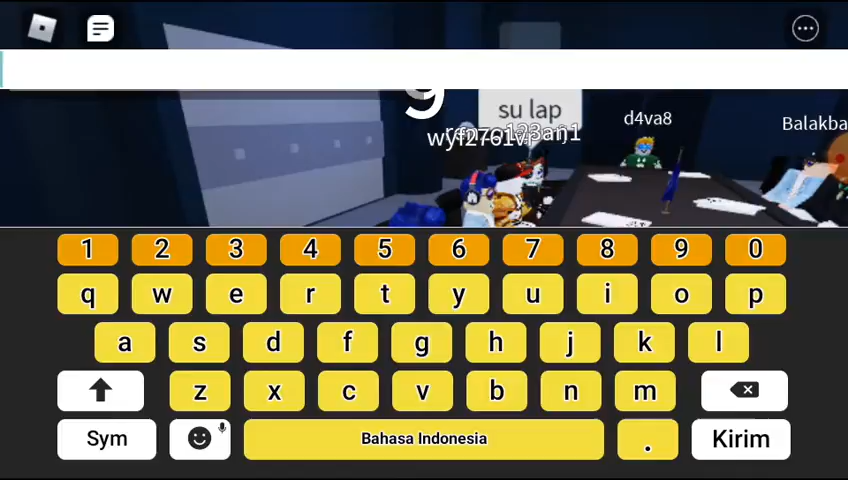 9
su lap
d4va8
Balakba
1 2 3 4 5 6 7 8 9 0
q w e r t y u i o p
a s d f g h j k l
z x c v b n m
Sym
Bahasa Indonesia
.
Kirim